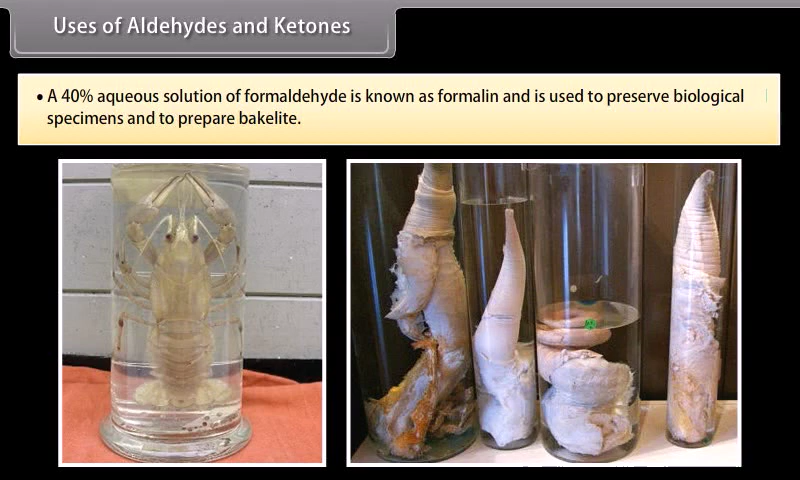 Uses of Aldehydes and Ketones
• A 40% aqueous solution of formaldehyde is known as formalin and is used to preserve biological
specimens and to prepare bakelite.